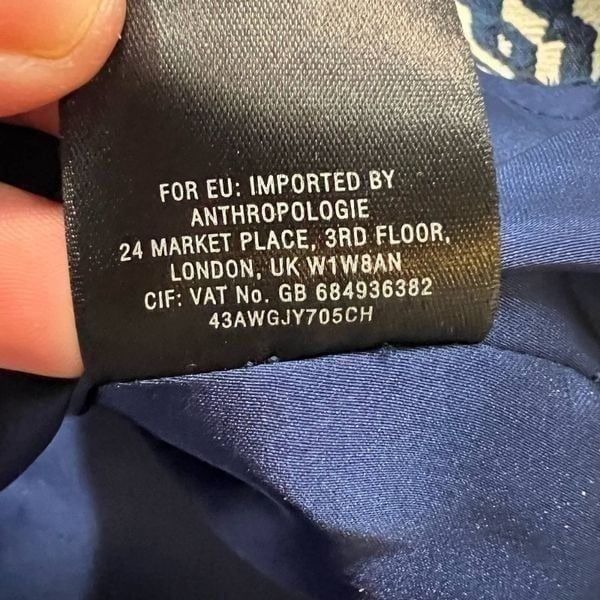 FOR EU: IMPORTED BY
ANTHROPOLOGIE
24 MARKET PLACE, 3RD FLOOR,
LONDON, UK W1W8AN
CIF: VAT No. GB 684936382
43AWGJY705CH